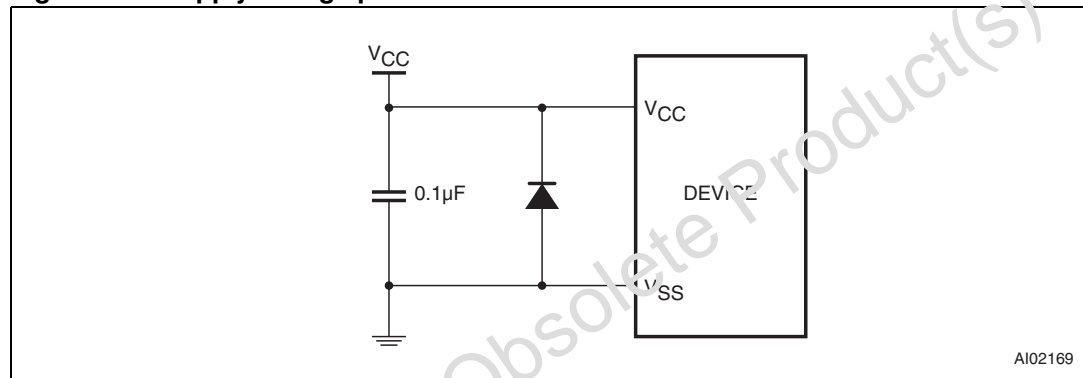 VCC
VCC
0.1µF
DEVICE
VSS
AI02169
Obsolete Product(s)